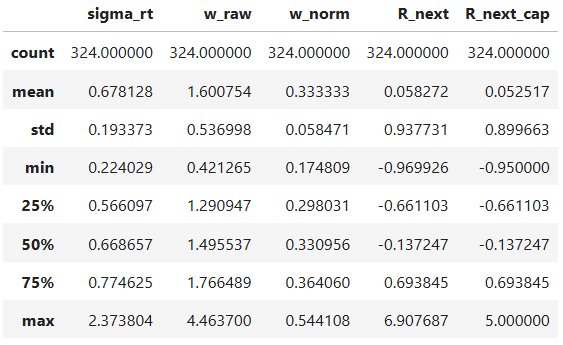 sigma_rt w_raw w_norm R_next R_next_cap
count 324.000000 324.000000 324.000000 324.000000 324.000000
mean 0.678128 1.600754 0.333333 0.058272 0.052517
std 0.193373 0.536998 0.058471 0.937731 0.899663
min 0.224029 0.421265 0.174809 -0.969926 -0.950000
25% 0.566097 1.290947 0.298031 -0.661103 -0.661103
50% 0.668657 1.495537 0.330956 -0.137247 -0.137247
75% 0.774625 1.766489 0.364060 0.693845 0.693845
max 2.373804 4.463700 0.544108 6.907687 5.000000